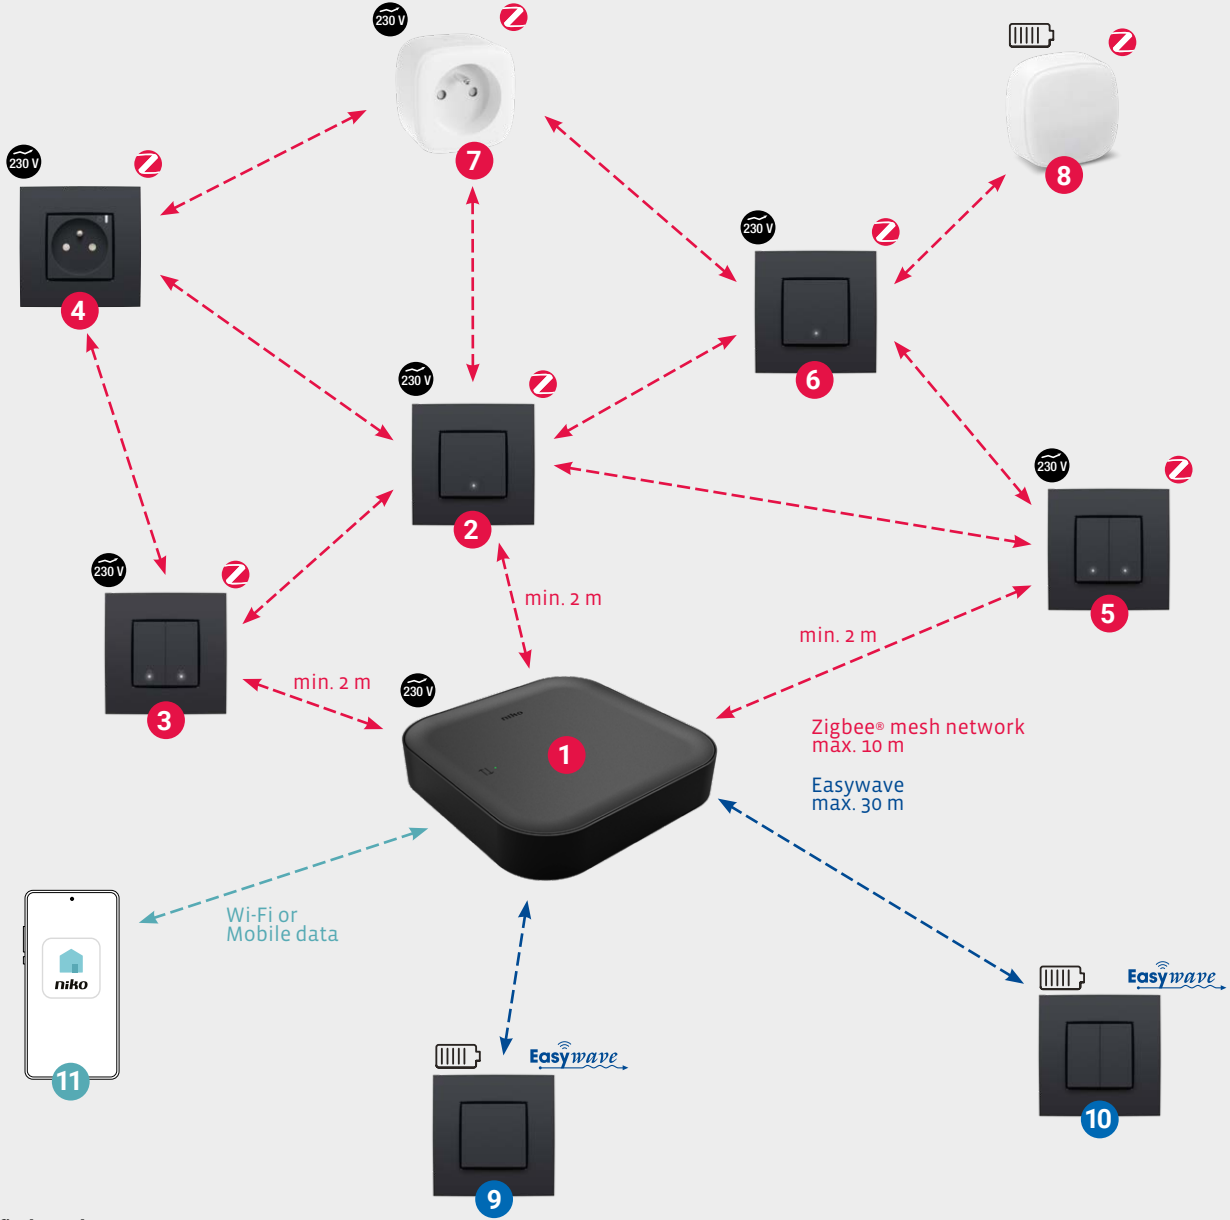 230 V
Z
7
Z
8
230 V
Z
4
230 V
Z
6
230 V
Z
2
230 V
Z
5
230 V
Z
3
min. 2 m
min. 2 m
min. 2 m
230 V
niko
1
Zigbee® mesh network
max. 10 m
Easywave
max. 30 m
Wi-Fi or
Mobile data
niko
11
Easywave
9
Easywave
10